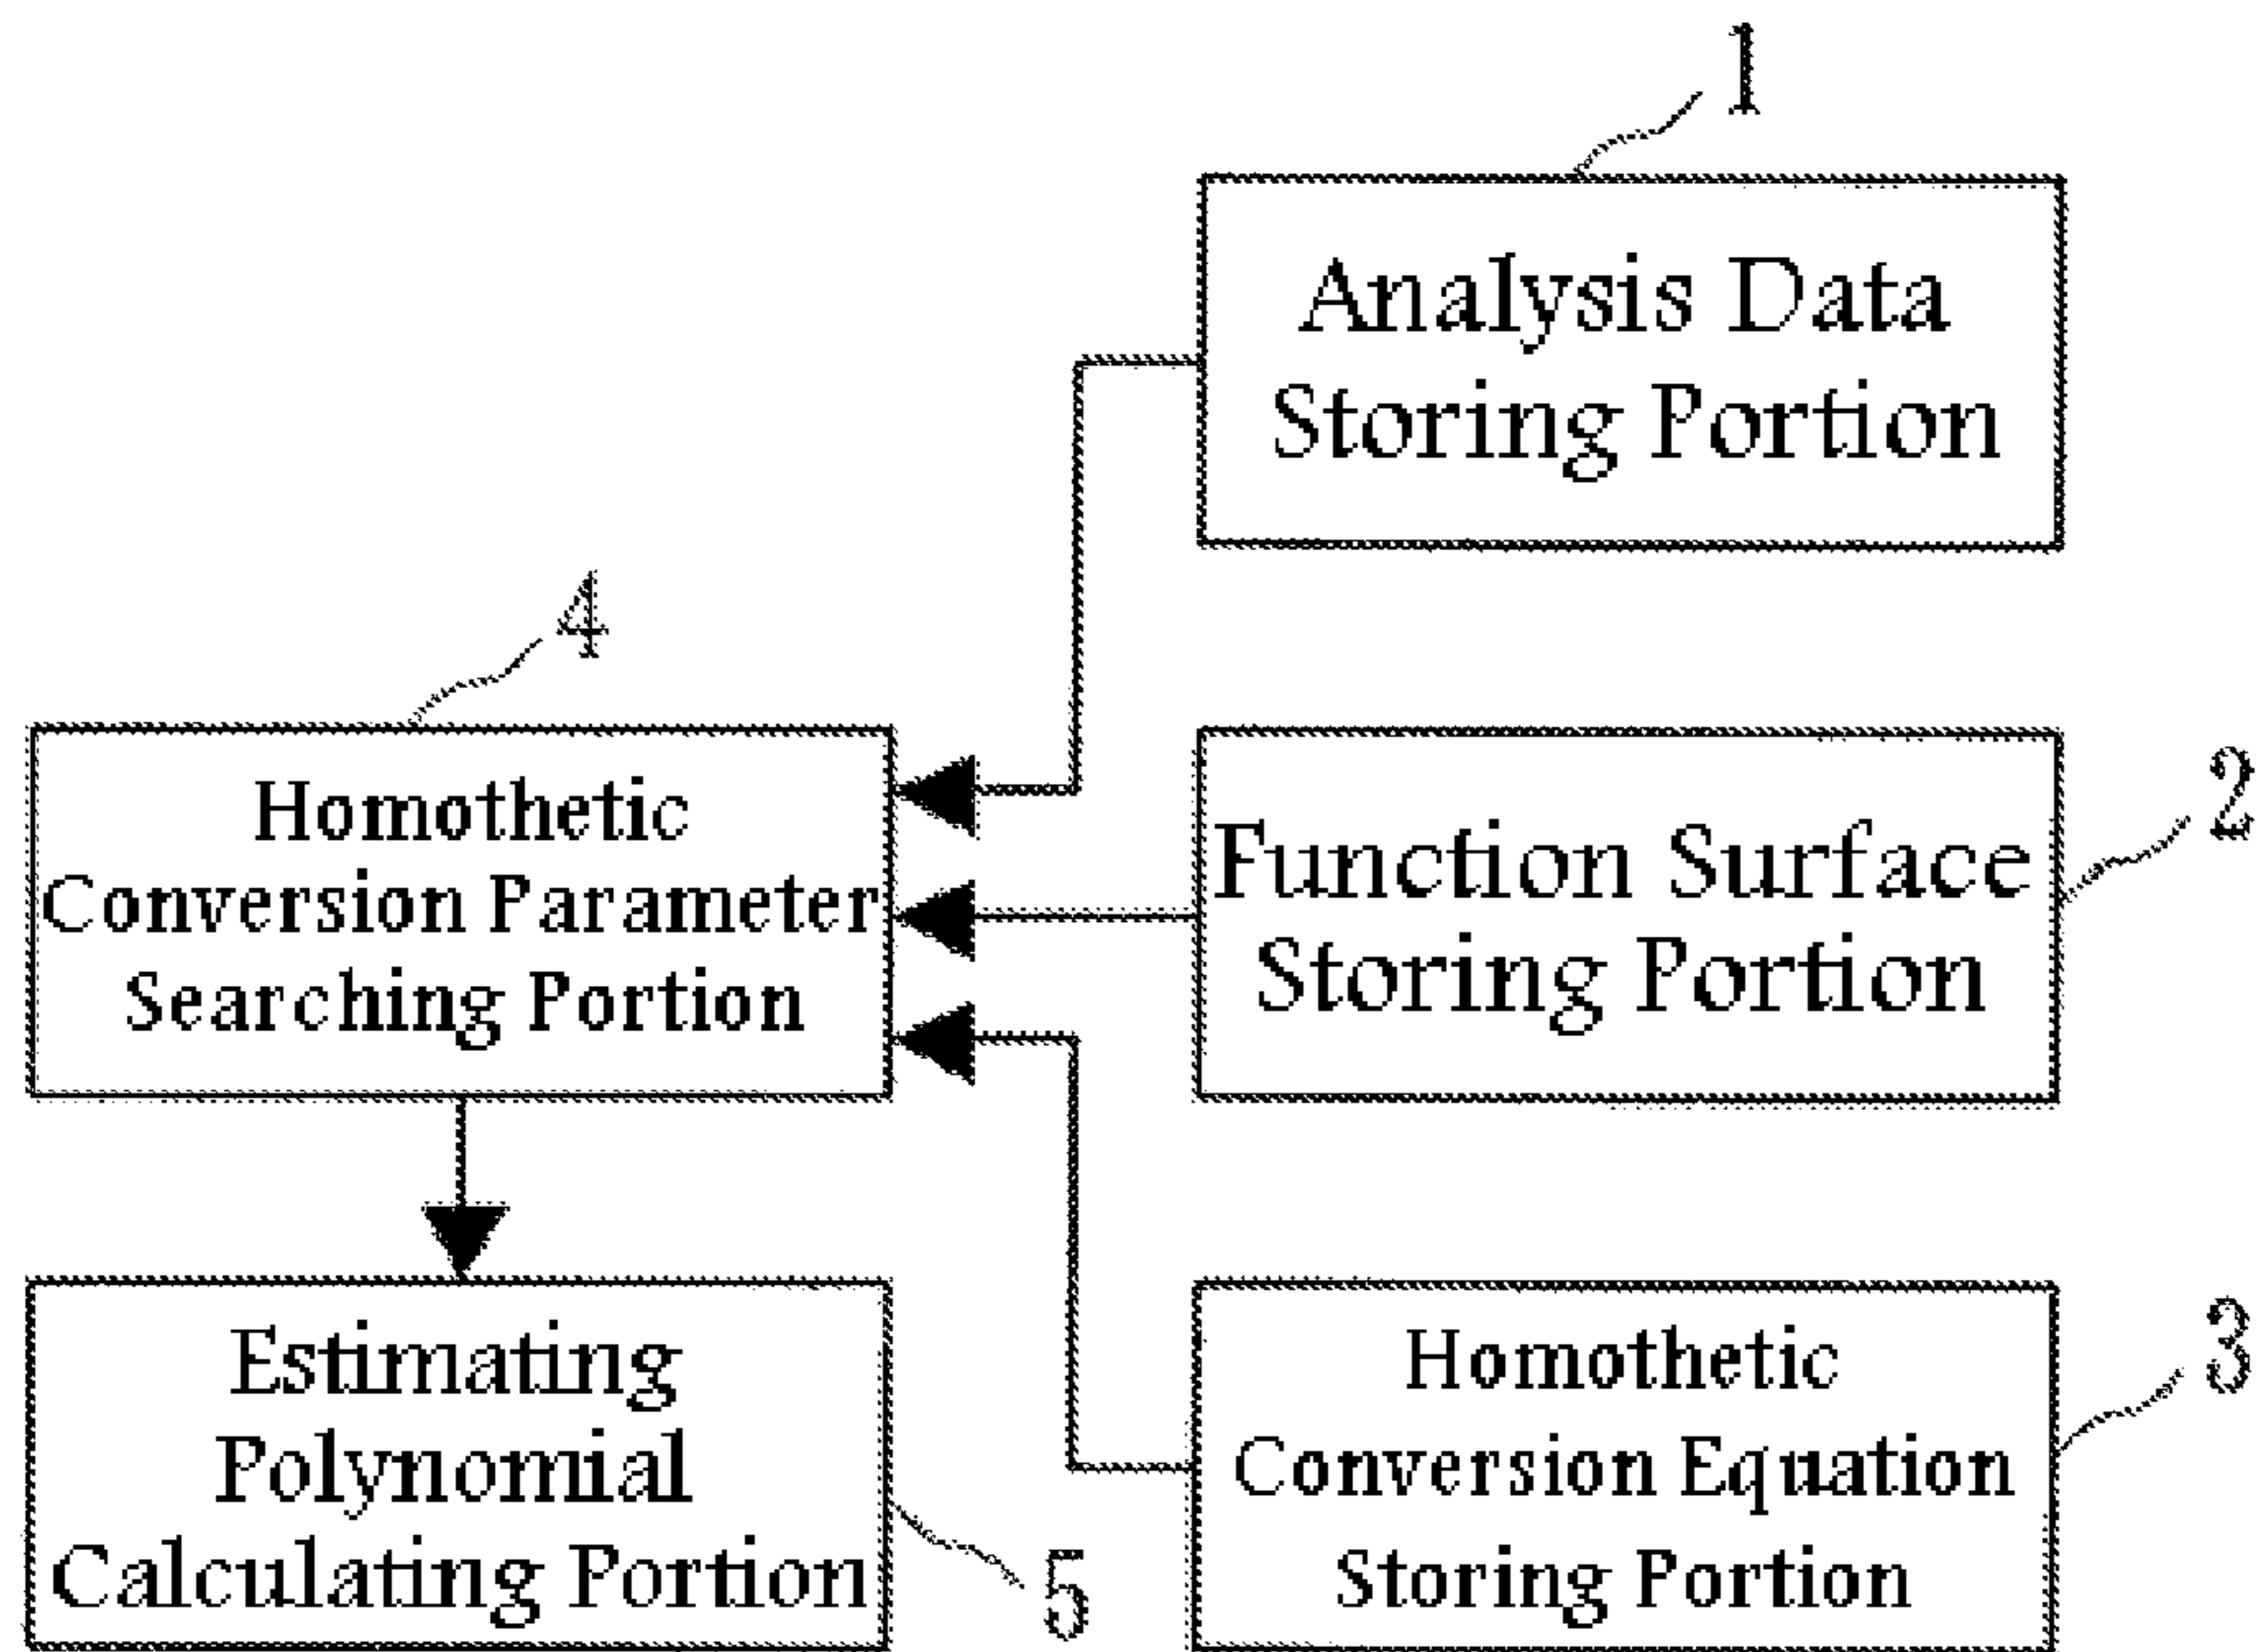 1
Analysis Data
Storing Portion
4
Homothetic
Conversion Parameter
Searching Portion
2
Function Surface
Storing Portion
Estimating
Polynomial
Calculating Portion
5
3
Homothetic
Conversion Equation
Storing Portion